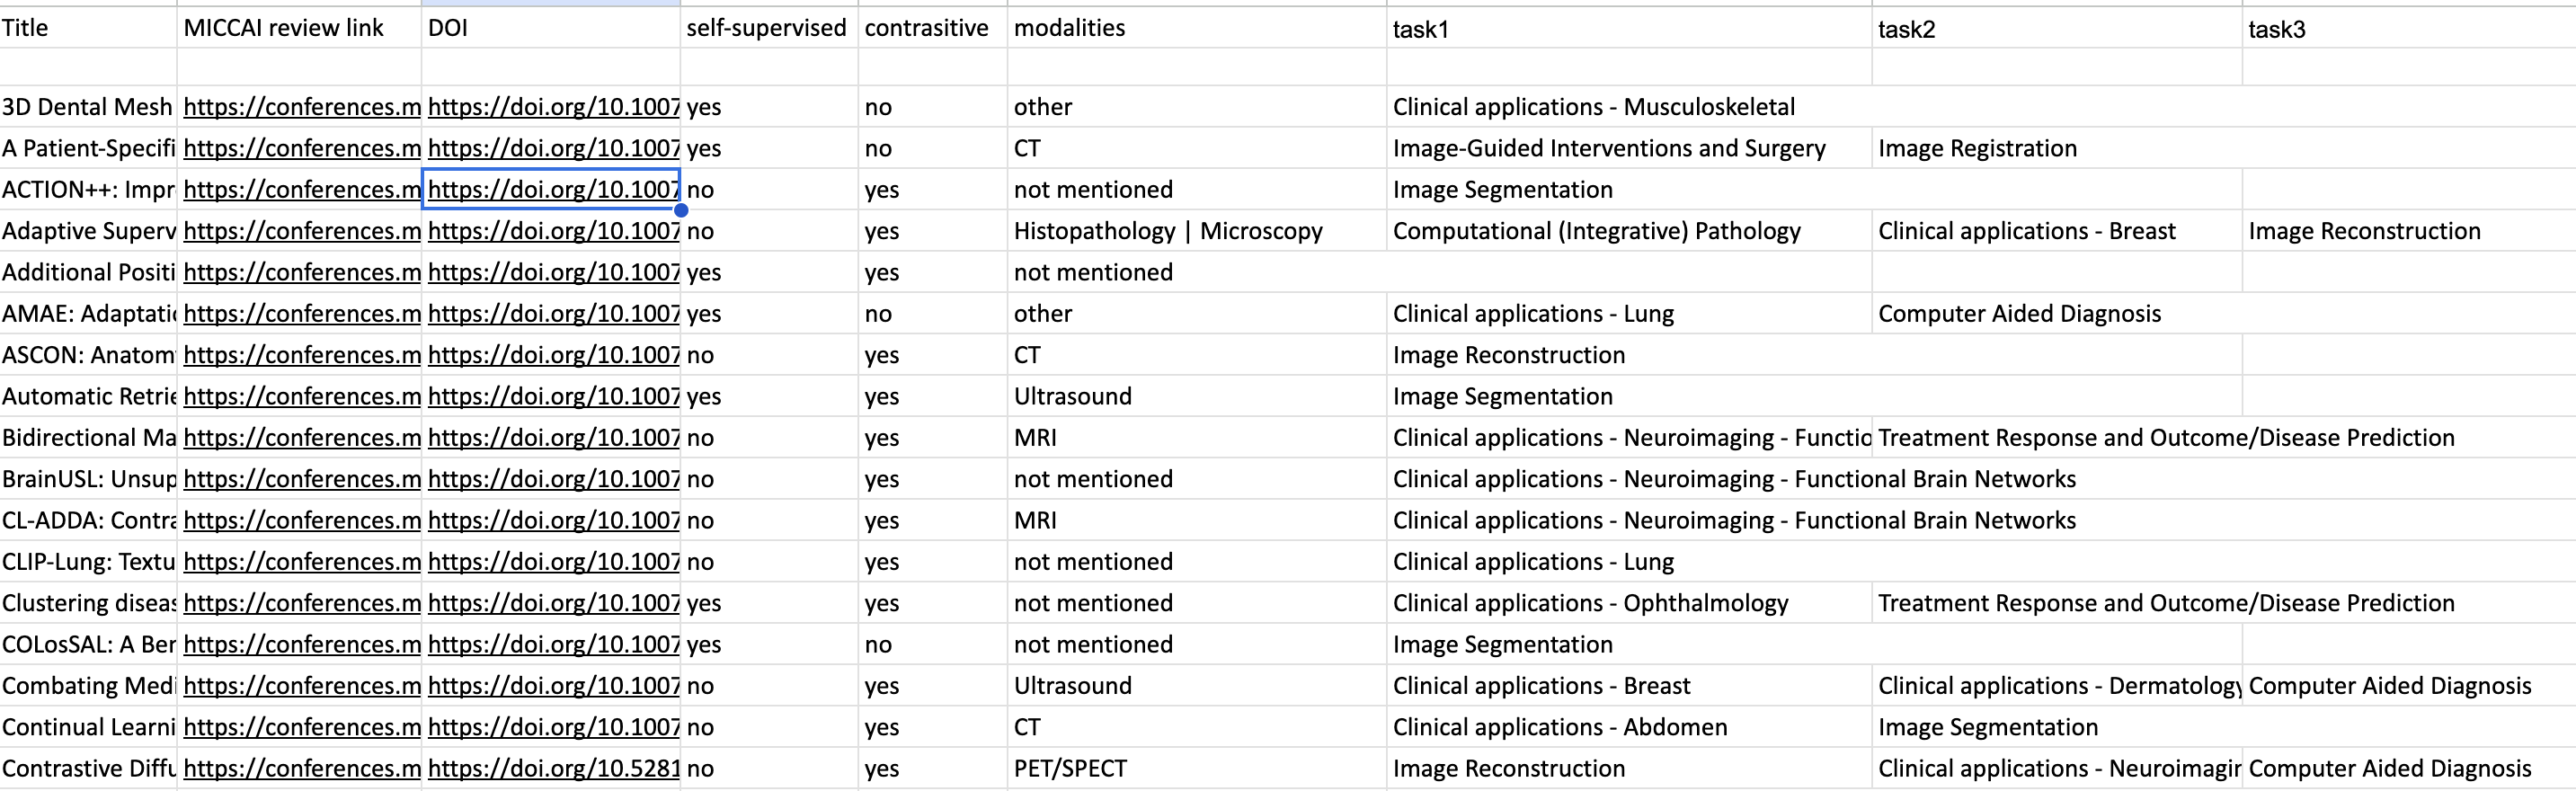 Title MICCAI review link DOI self-supervised contrasitive modalities task1 task2 task3
3D Dental Mesh https://conferences.m https://doi.org/10.1007 yes no other Clinical applications - Musculoskeletal
A Patient-Specifi https://conferences.m https://doi.org/10.1007 yes no CT Image-Guided Interventions and Surgery Image Registration
ACTION++: Impr https://conferences.m https://doi.org/10.1007 no yes not mentioned Image Segmentation
Adaptive Superv https://conferences.m https://doi.org/10.1007 no yes Histopathology | Microscopy Computational (Integrative) Pathology Clinical applications - Breast Image Reconstruction
Additional Positi https://conferences.m https://doi.org/10.1007 yes yes not mentioned
AMAE: Adaptatio https://conferences.m https://doi.org/10.1007 yes no other Clinical applications - Lung Computer Aided Diagnosis
ASCON: Anatom https://conferences.m https://doi.org/10.1007 no yes CT Image Reconstruction
Automatic Retrie https://conferences.m https://doi.org/10.1007 yes yes Ultrasound Image Segmentation
Bidirectional Ma https://conferences.m https://doi.org/10.1007 no yes MRI Clinical applications - Neuroimaging - Functio Treatment Response and Outcome/Disease Prediction
BrainUSL: Unsup https://conferences.m https://doi.org/10.1007 no yes not mentioned Clinical applications - Neuroimaging - Functional Brain Networks
CL-ADDA: Contra https://conferences.m https://doi.org/10.1007 no yes MRI Clinical applications - Neuroimaging - Functional Brain Networks
CLIP-Lung: Textu https://conferences.m https://doi.org/10.1007 no yes not mentioned Clinical applications - Lung
Clustering diseas https://conferences.m https://doi.org/10.1007 yes yes not mentioned Clinical applications - Ophthalmology Treatment Response and Outcome/Disease Prediction
COLosSAL: A Ben https://conferences.m https://doi.org/10.1007 yes no not mentioned Image Segmentation
Combating Medi https://conferences.m https://doi.org/10.1007 no yes Ultrasound Clinical applications - Breast Clinical applications - Dermatology Computer Aided Diagnosis
Continual Learni https://conferences.m https://doi.org/10.1007 no yes CT Clinical applications - Abdomen Image Segmentation
Contrastive Diffu https://conferences.m https://doi.org/10.5281 no yes PET/SPECT Image Reconstruction Clinical applications - Neuroimagin Computer Aided Diagnosis